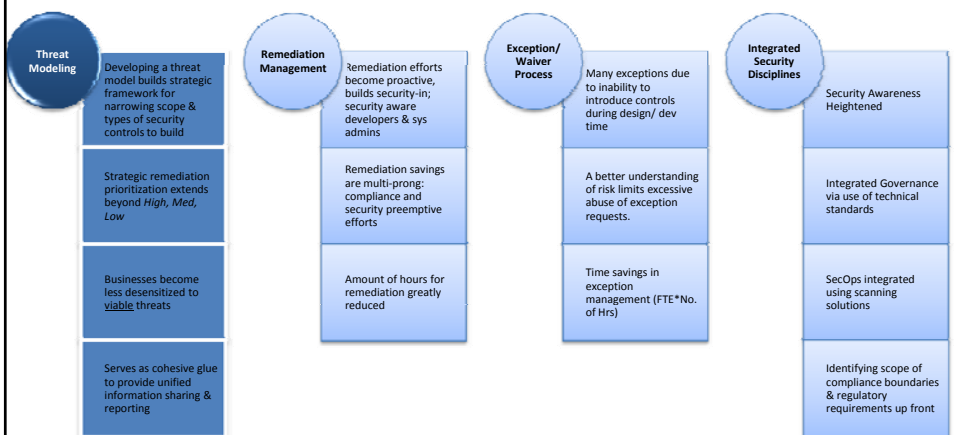 Threat
Modeling
Developing a threat
model builds strategic
framework for
narrowing scope &
types of security
controls to build
Strategic remediation
prioritization extends
beyond High, Med,
Low
Businesses become
less desensitized to
viable threats
Serves as cohesive glue
to provide unified
information sharing &
reporting
Remediation
Management
Remediation efforts
become proactive,
builds security-in;
security aware
developers & sys
admins
Remediation savings
are multi-prong:
compliance and
security preemptive
efforts
Amount of hours for
remediation greatly
reduced
Exception/
Waiver
Process
Many exceptions due
to inability to
introduce controls
during design/ dev
time
A better understanding
of risk limits excessive
abuse of exception
requests.
Time savings in
exception
management (FTE*No.
of Hrs)
Integrated
Security
Disciplines
Security Awareness
Heightened
Integrated Governance
via use of technical
standards
SecOps integrated
using scanning
solutions
Identifying scope of
compliance boundaries
& regulatory
requirements up front